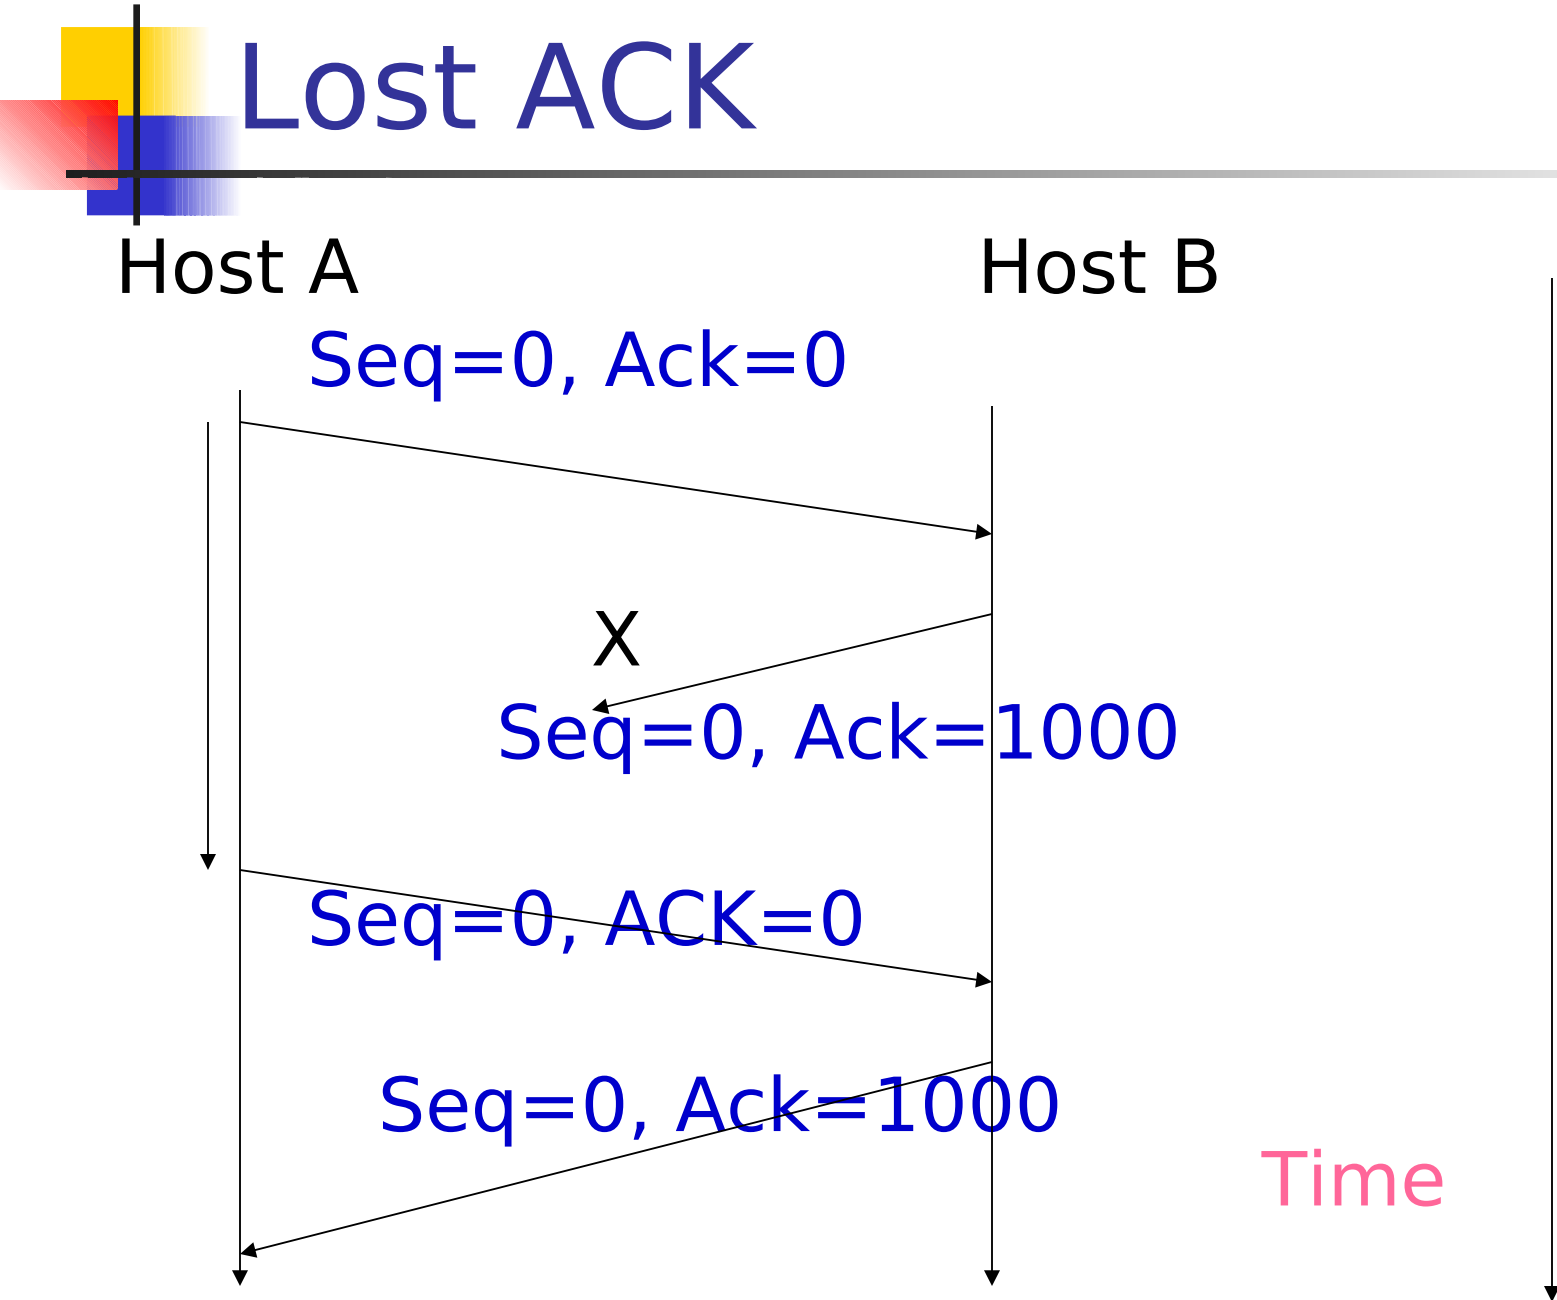 Lost ACK
Host A
Host B
Seq=0, Ack=0
X
Seq=0, Ack=1000
Seq=0, ACK=0
Seq=0, Ack=1000
Time